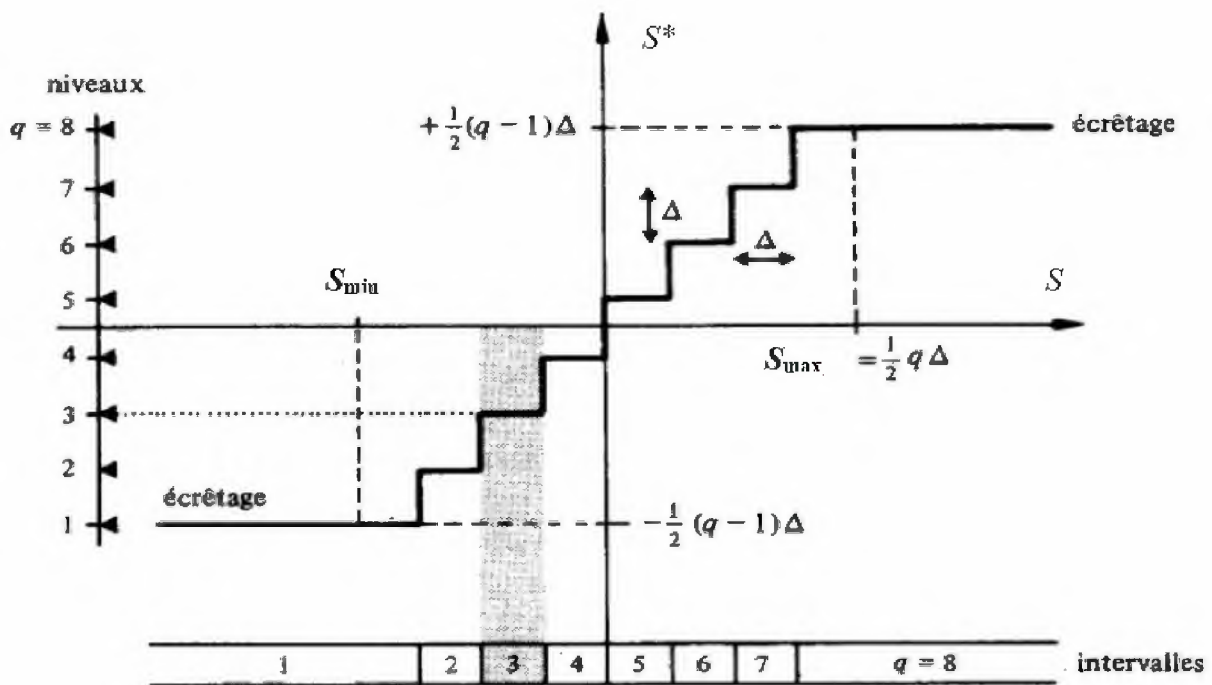 S*
niveaux
q = 8
+ 1/2 (q − 1)Δ
écrêtage
7
Δ
6
Δ
S_min
S
5
4
S_max = 1/2 q Δ
3
2
écrêtage
1
− 1/2 (q − 1)Δ
1 2 3 4 5 6 7 q = 8 intervalles